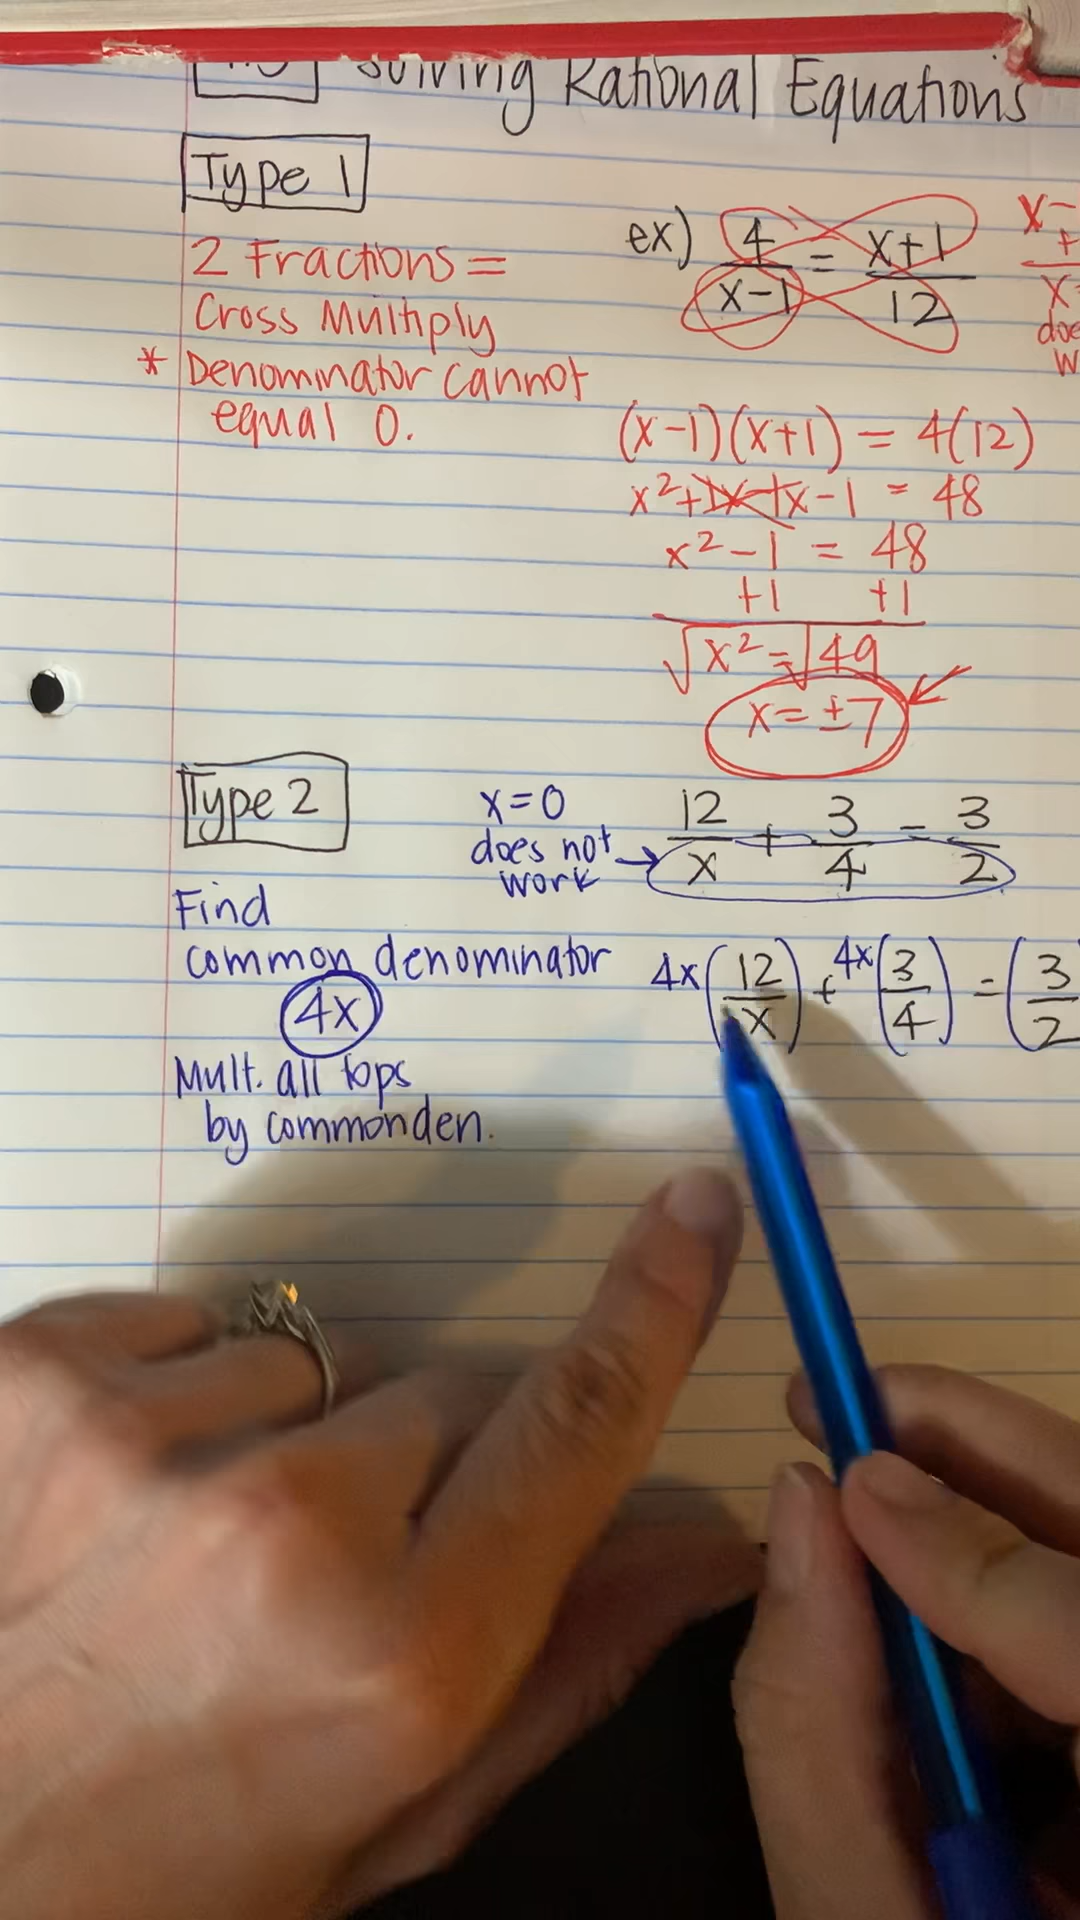 Solving Rational Equations
Type 1
2 Fractions =
Cross Multiply
* Denominator cannot
equal 0.
ex) 4/(x-1) = (x+1)/12
x-
+
x-
doe
w
(x-1)(x+1) = 4(12)
x²+1x-1x-1 = 48
x²-1 = 48
+1 +1
√x² = √49
x = ±7
Type 2
x=0
does not
work
12/x + 3/4 = 3/2
Find
common denominator
4x
Mult. all tops
by common den.
4x(12/x) + 4x(3/4) = (3/2